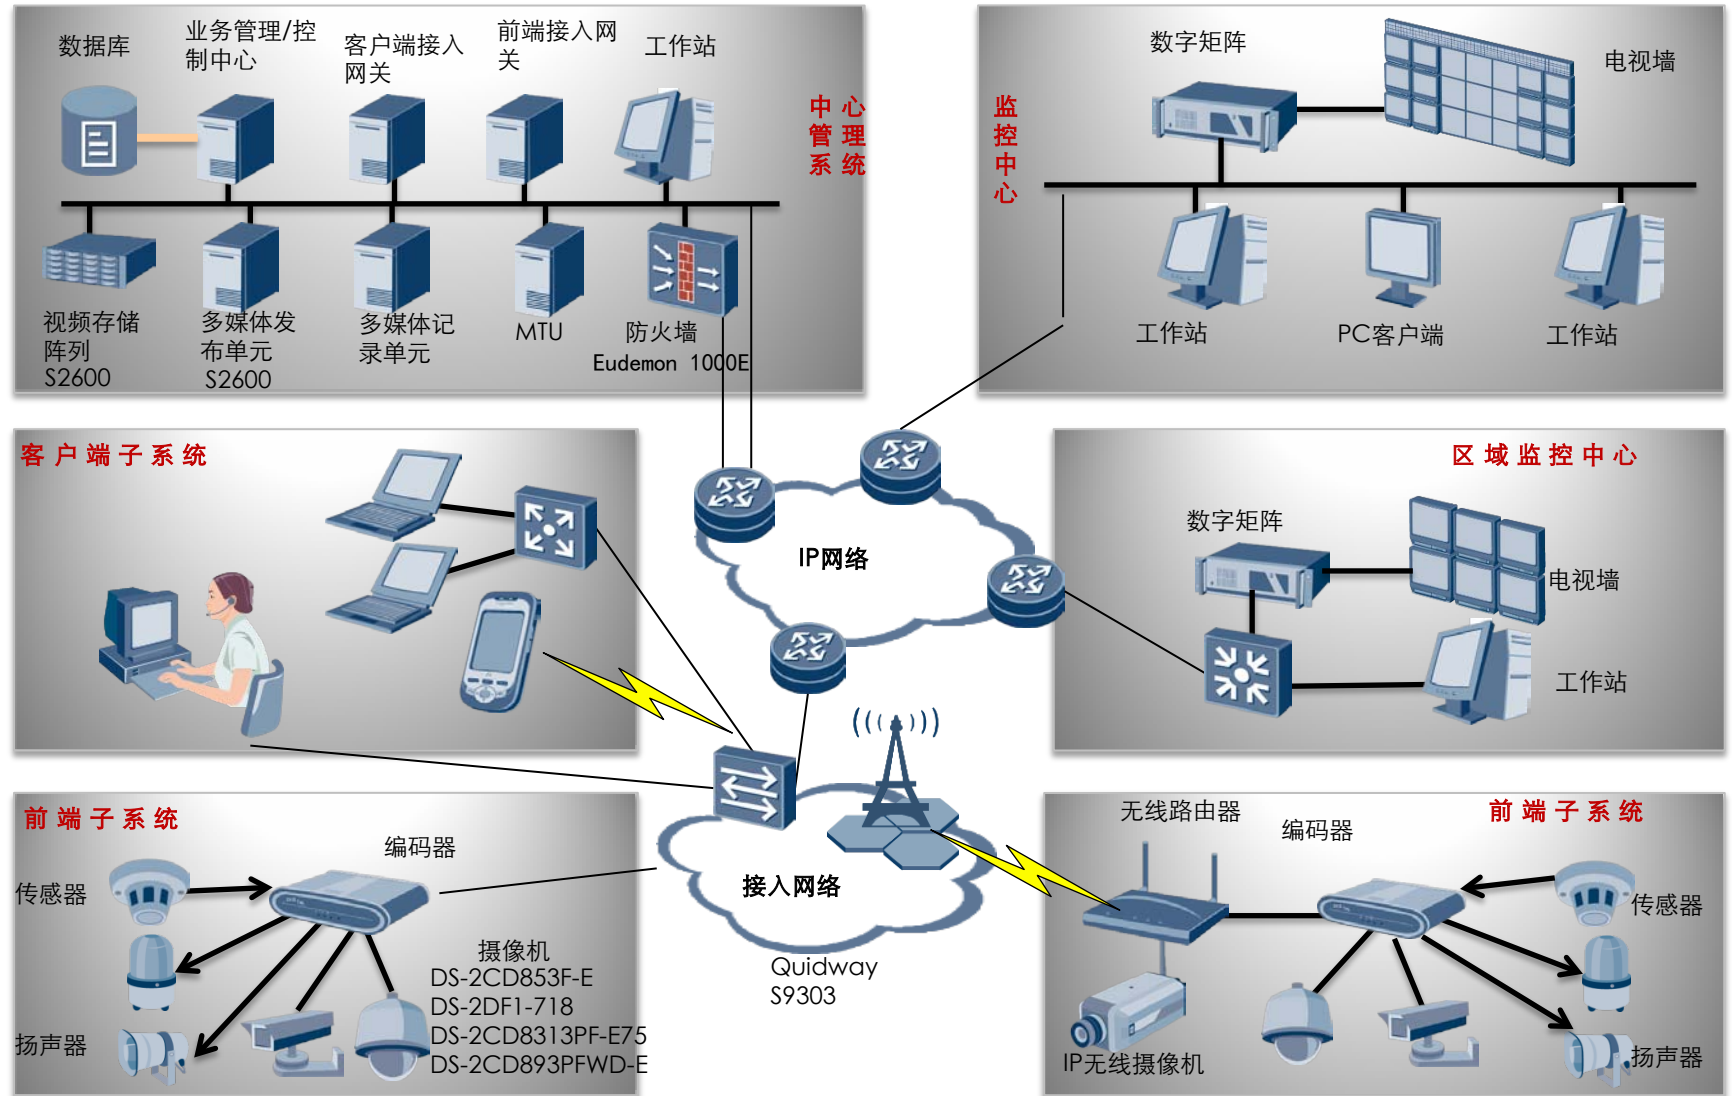 数据库
业务管理/控
制中心
客户端接入
网关
前端接入网
关
工作站
中 心
管 理
系 统
视频存储
阵列
S2600
多媒体发
布单元
S2600
多媒体记
录单元
MTU
防火墙
Eudemon 1000E
监
控
中
心
数字矩阵
电视墙
工作站
PC客户端
工作站
客 户 端 子 系 统
IP网络
区 域 监 控 中 心
数字矩阵
电视墙
工作站
前 端 子 系 统
编码器
传感器
扬声器
摄像机
DS-2CD853F-E
DS-2DF1-718
DS-2CD8313PF-E75
DS-2CD893PFWD-E
接入网络
Quidway
S9303
无线路由器
编码器
前 端 子 系 统
传感器
IP无线摄像机
扬声器